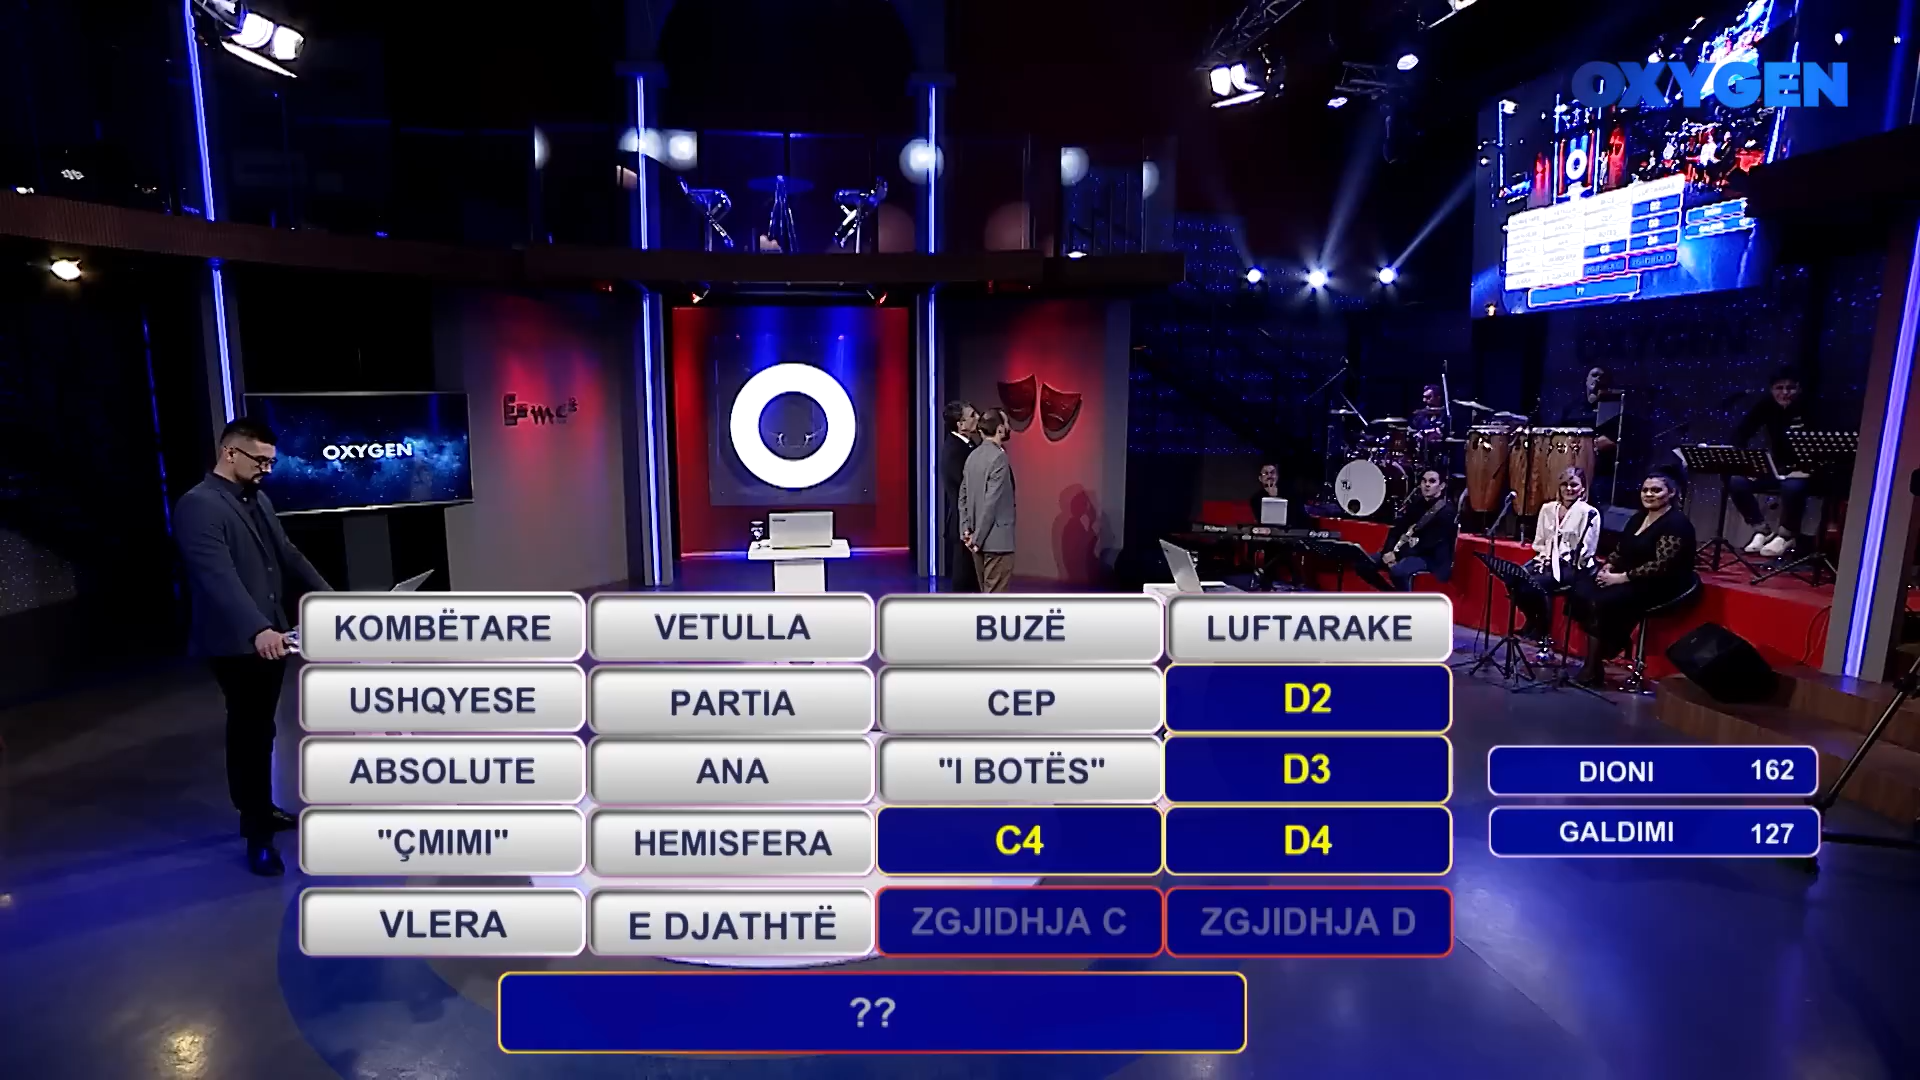 OXYGEN
OXYGEN
E=mc²
KOMBËTARE VETULLA BUZË LUFTARAKE
USHQYESE PARTIA CEP D2
ABSOLUTE ANA "I BOTËS" D3
"ÇMIMI" HEMISFERA C4 D4
VLERA E DJATHTË ZGJIDHJA C ZGJIDHJA D
??
DIONI 162
GALDIMI 127